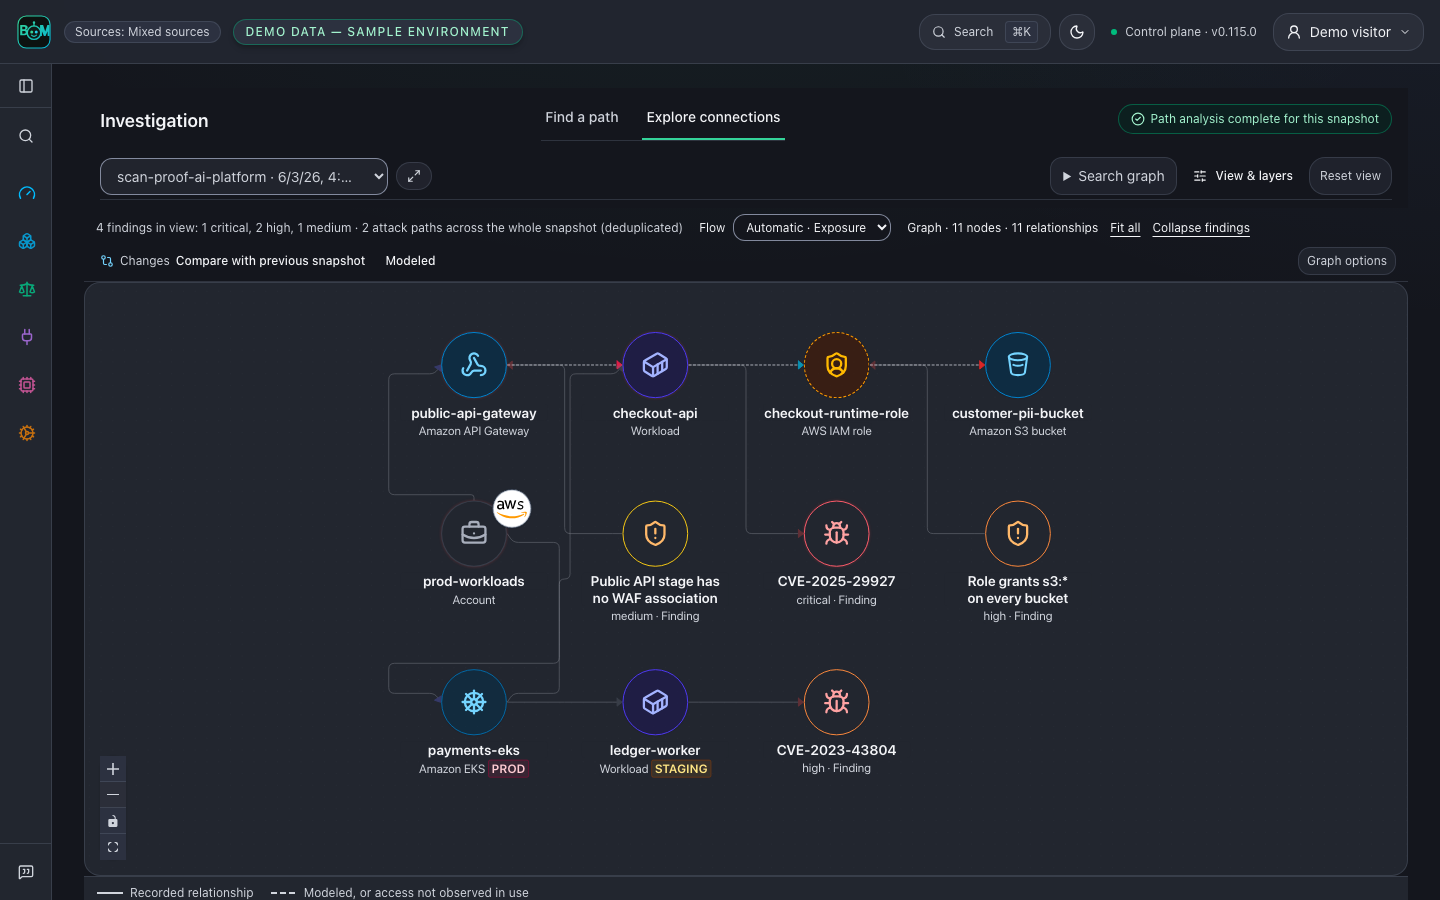 BOM
Sources: Mixed sources
DEMO DATA — SAMPLE ENVIRONMENT
Search
⌘K
Control plane · v0.115.0
Demo visitor
Investigation
Find a path
Explore connections
Path analysis complete for this snapshot
scan-proof-ai-platform · 6/3/26, 4:...
Search graph
View & layers
Reset view
4 findings in view: 1 critical, 2 high, 1 medium · 2 attack paths across the whole snapshot (deduplicated)
Flow
Automatic · Exposure
Graph · 11 nodes · 11 relationships
Fit all
Collapse findings
Changes
Compare with previous snapshot
Modeled
Graph options
public-api-gateway
Amazon API Gateway
checkout-api
Workload
checkout-runtime-role
AWS IAM role
customer-pii-bucket
Amazon S3 bucket
aws
prod-workloads
Account
Public API stage has
no WAF association
medium · Finding
CVE-2025-29927
critical · Finding
Role grants s3:*
on every bucket
high · Finding
payments-eks
Amazon EKS PROD
ledger-worker
Workload STAGING
CVE-2023-43804
high · Finding
Recorded relationship
Modeled, or access not observed in use